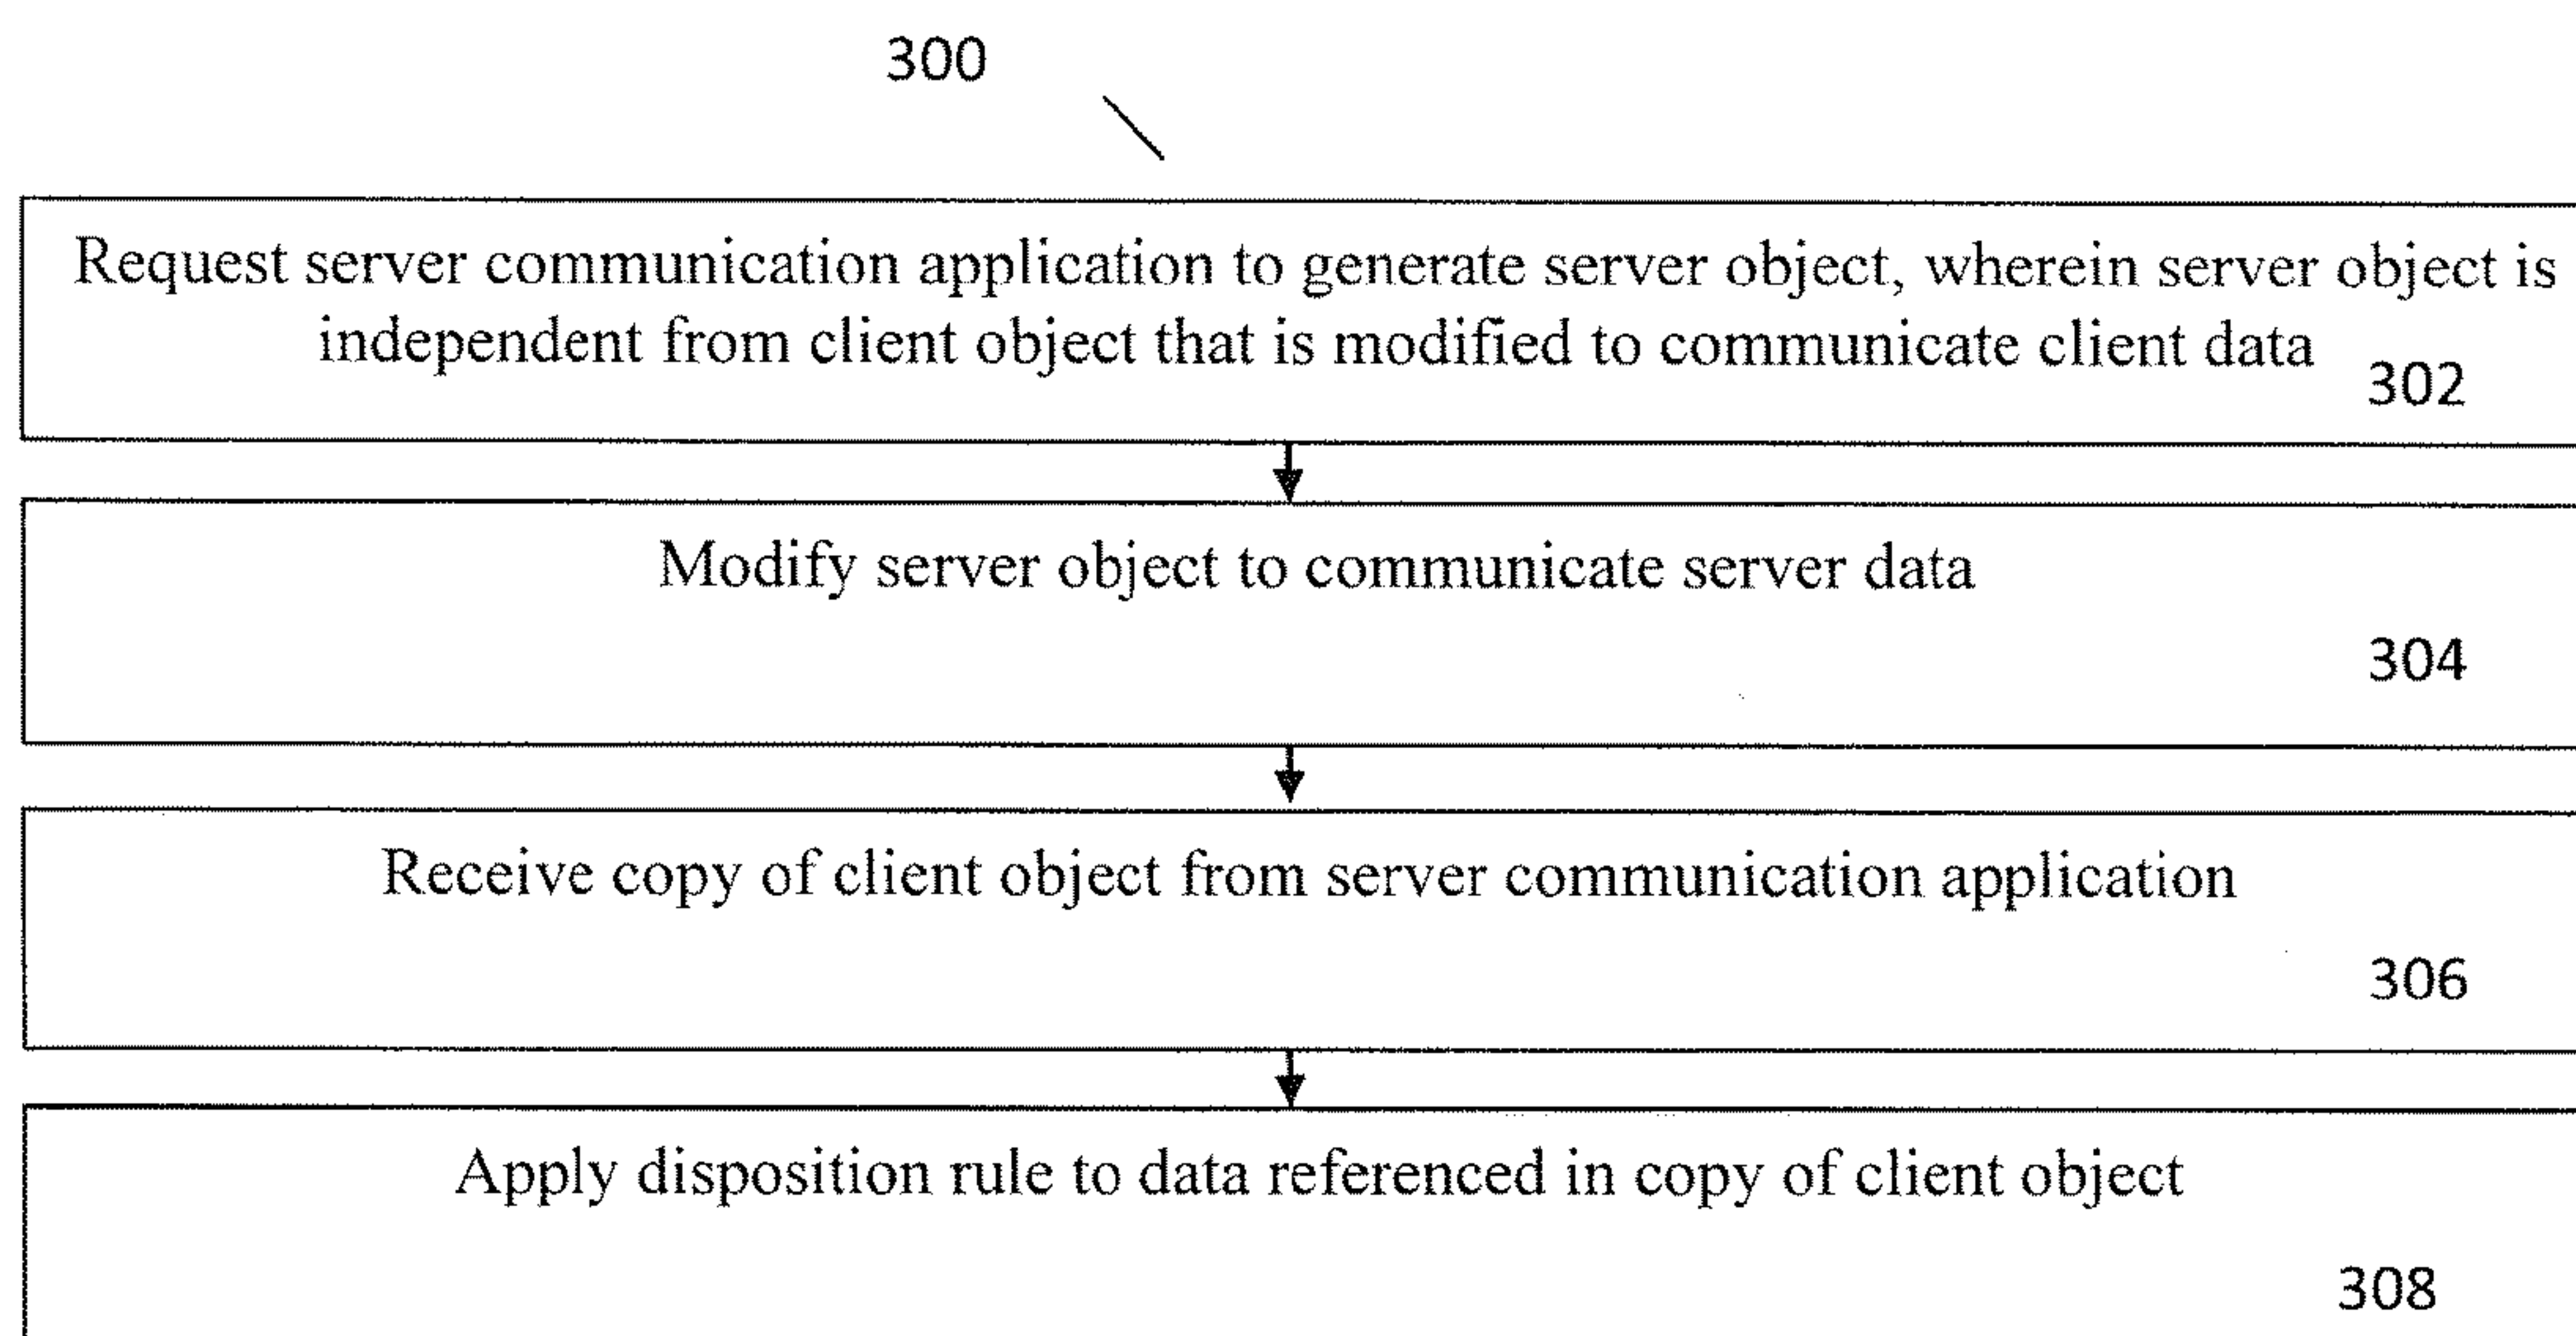 300
Request server communication application to generate server object, wherein server object is
independent from client object that is modified to communicate client data
302
Modify server object to communicate server data
304
Receive copy of client object from server communication application
306
Apply disposition rule to data referenced in copy of client object
308